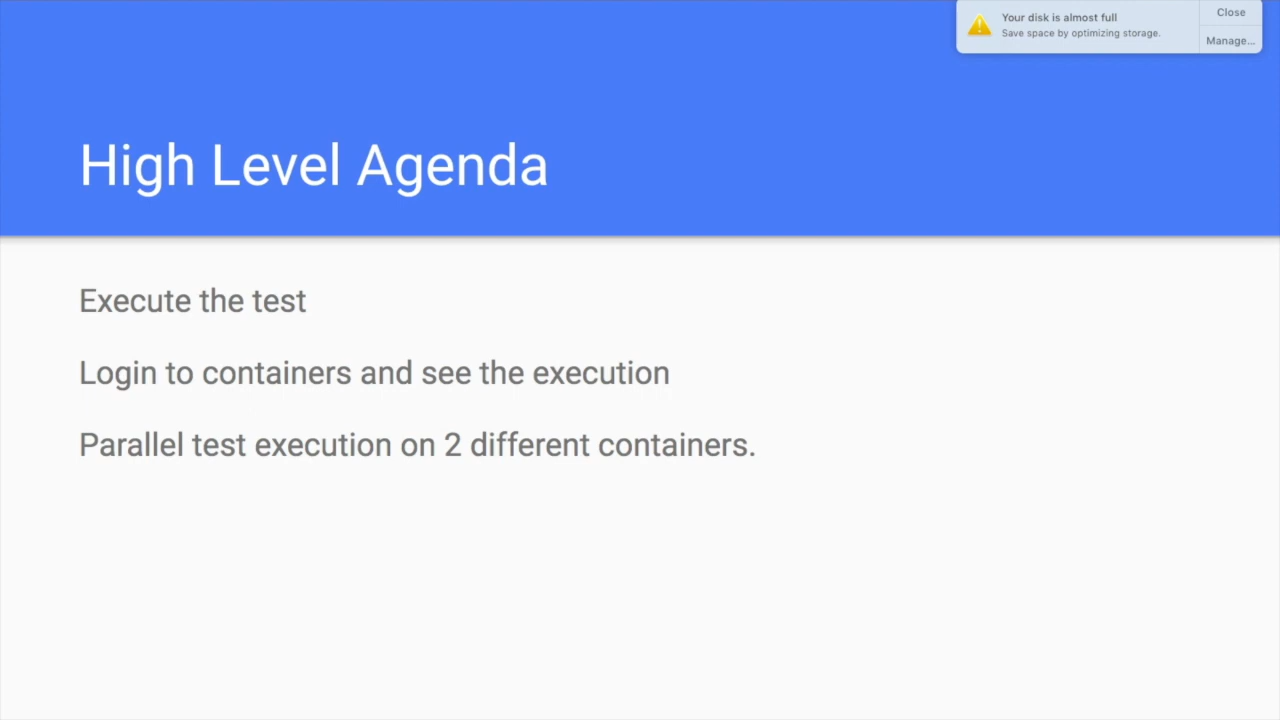 Your disk is almost full
Save space by optimizing storage.
Close
Manage...
High Level Agenda
Execute the test
Login to containers and see the execution
Parallel test execution on 2 different containers.